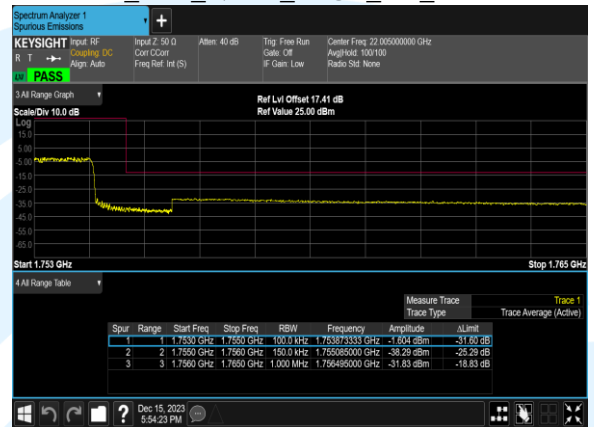 Spectrum Analyzer 1
Spurious Emissions
KEYSIGHT Input: RF Input Z: 50 Ω Atten: 40 dB Trig: Free Run Center Freq: 22.005000000 GHz
R T Coupling: DC Corr CCorr Gate: Off Avg|Hold: 100/100
Align: Auto Freq Ref: Int (S) IF Gain: Low Radio Std: None
LV PASS
3 All Range Graph
Ref Lvl Offset 17.41 dB
Scale/Div 10.0 dB Ref Value 25.00 dBm
Log
15.0
5.00
-5.00
-15.0
-25.0
-35.0
-45.0
-55.0
-65.0
Start 1.753 GHz Stop 1.765 GHz
4 All Range Table
Measure Trace Trace 1
Trace Type Trace Average (Active)
Spur Range Start Freq Stop Freq RBW Frequency Amplitude ΔLimit
1 1 1.7530 GHz 1.7550 GHz 100.0 kHz 1.753873333 GHz -1.604 dBm -31.60 dB
2 2 1.7550 GHz 1.7560 GHz 150.0 kHz 1.755085000 GHz -38.29 dBm -25.29 dB
3 3 1.7560 GHz 1.7650 GHz 1.000 MHz 1.756495000 GHz -31.83 dBm -18.83 dB
Dec 15, 2023
5:54:23 PM